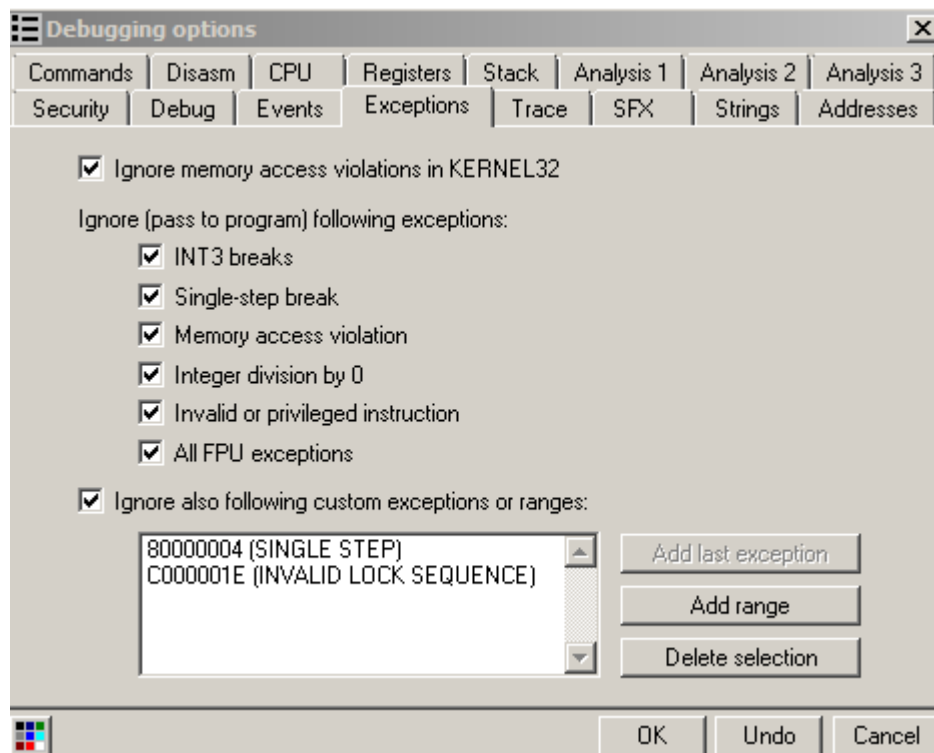 Debugging options
Commands Disasm CPU Registers Stack Analysis 1 Analysis 2 Analysis 3
Security Debug Events Exceptions Trace SFX Strings Addresses
Ignore memory access violations in KERNEL32
Ignore (pass to program) following exceptions:
INT3 breaks
Single-step break
Memory access violation
Integer division by 0
Invalid or privileged instruction
All FPU exceptions
Ignore also following custom exceptions or ranges:
80000004 (SINGLE STEP)
C000001E (INVALID LOCK SEQUENCE)
Add last exception
Add range
Delete selection
OK Undo Cancel